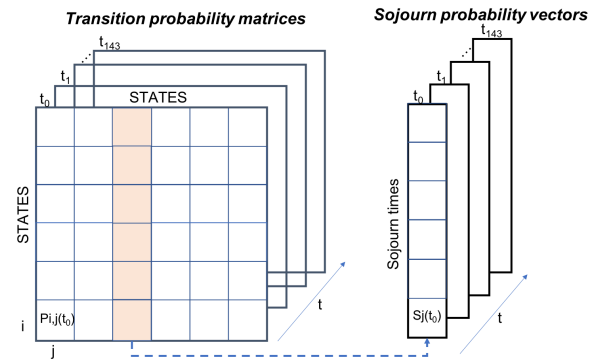 Transition probability matrices
Sojourn probability vectors
t143
t1
t0
STATES
STATES
Pi,j(t0)
i
j
t
t143
t1
t0
Sojourn times
Sj(t0)
t